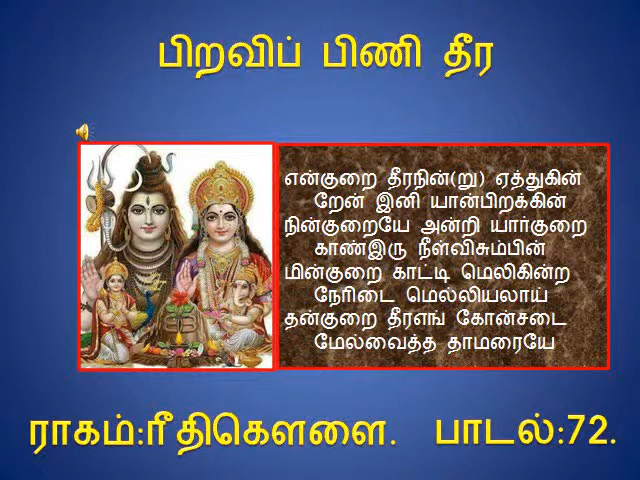 பிறவிப் பிணி தீர
என்குறை தீரநின்(று) ஏத்துகின்
றேன் இனி யான்பிறக்கின்
நின்குறையே அன்றி யார்குறை
காண்இரு நீள்விசும்பின்
மின்குறை காட்டி மெலிகின்ற
நேரிடை மெல்லியலாய்
தன்குறை தீரஎங் கோன்சடை
மேல்வைத்த தாமரையே
ராகம்:ரீதிகௌளை. பாடல்:72.